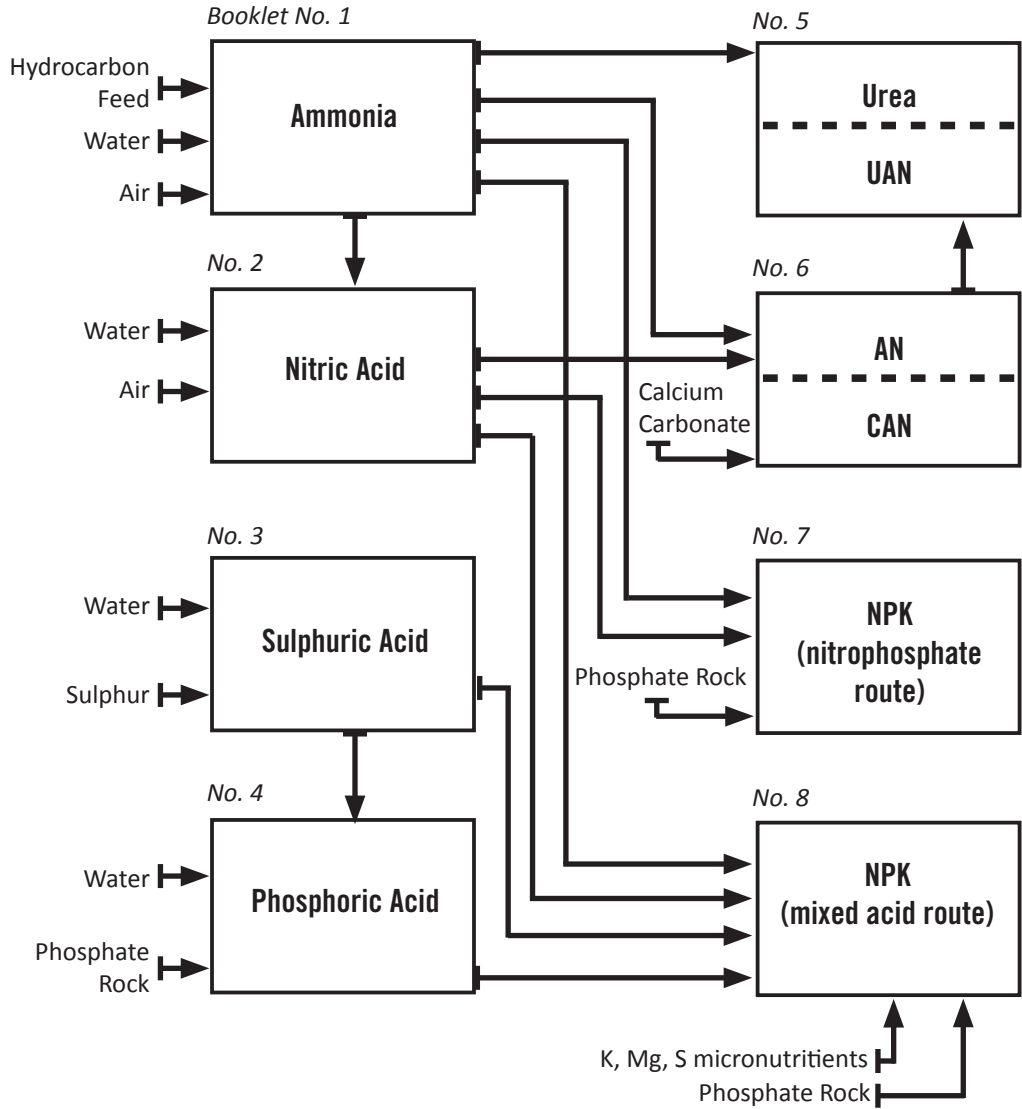 Booklet No. 1
Hydrocarbon
Feed
Water
Air
Ammonia
No. 2
Water
Air
Nitric Acid
No. 3
Water
Sulphur
Sulphuric Acid
No. 4
Water
Phosphate
Rock
Phosphoric Acid
No. 5
Urea
UAN
No. 6
AN
CAN
Calcium
Carbonate
No. 7
NPK
(nitrophosphate
route)
Phosphate Rock
No. 8
NPK
(mixed acid route)
K, Mg, S micronutritients
Phosphate Rock